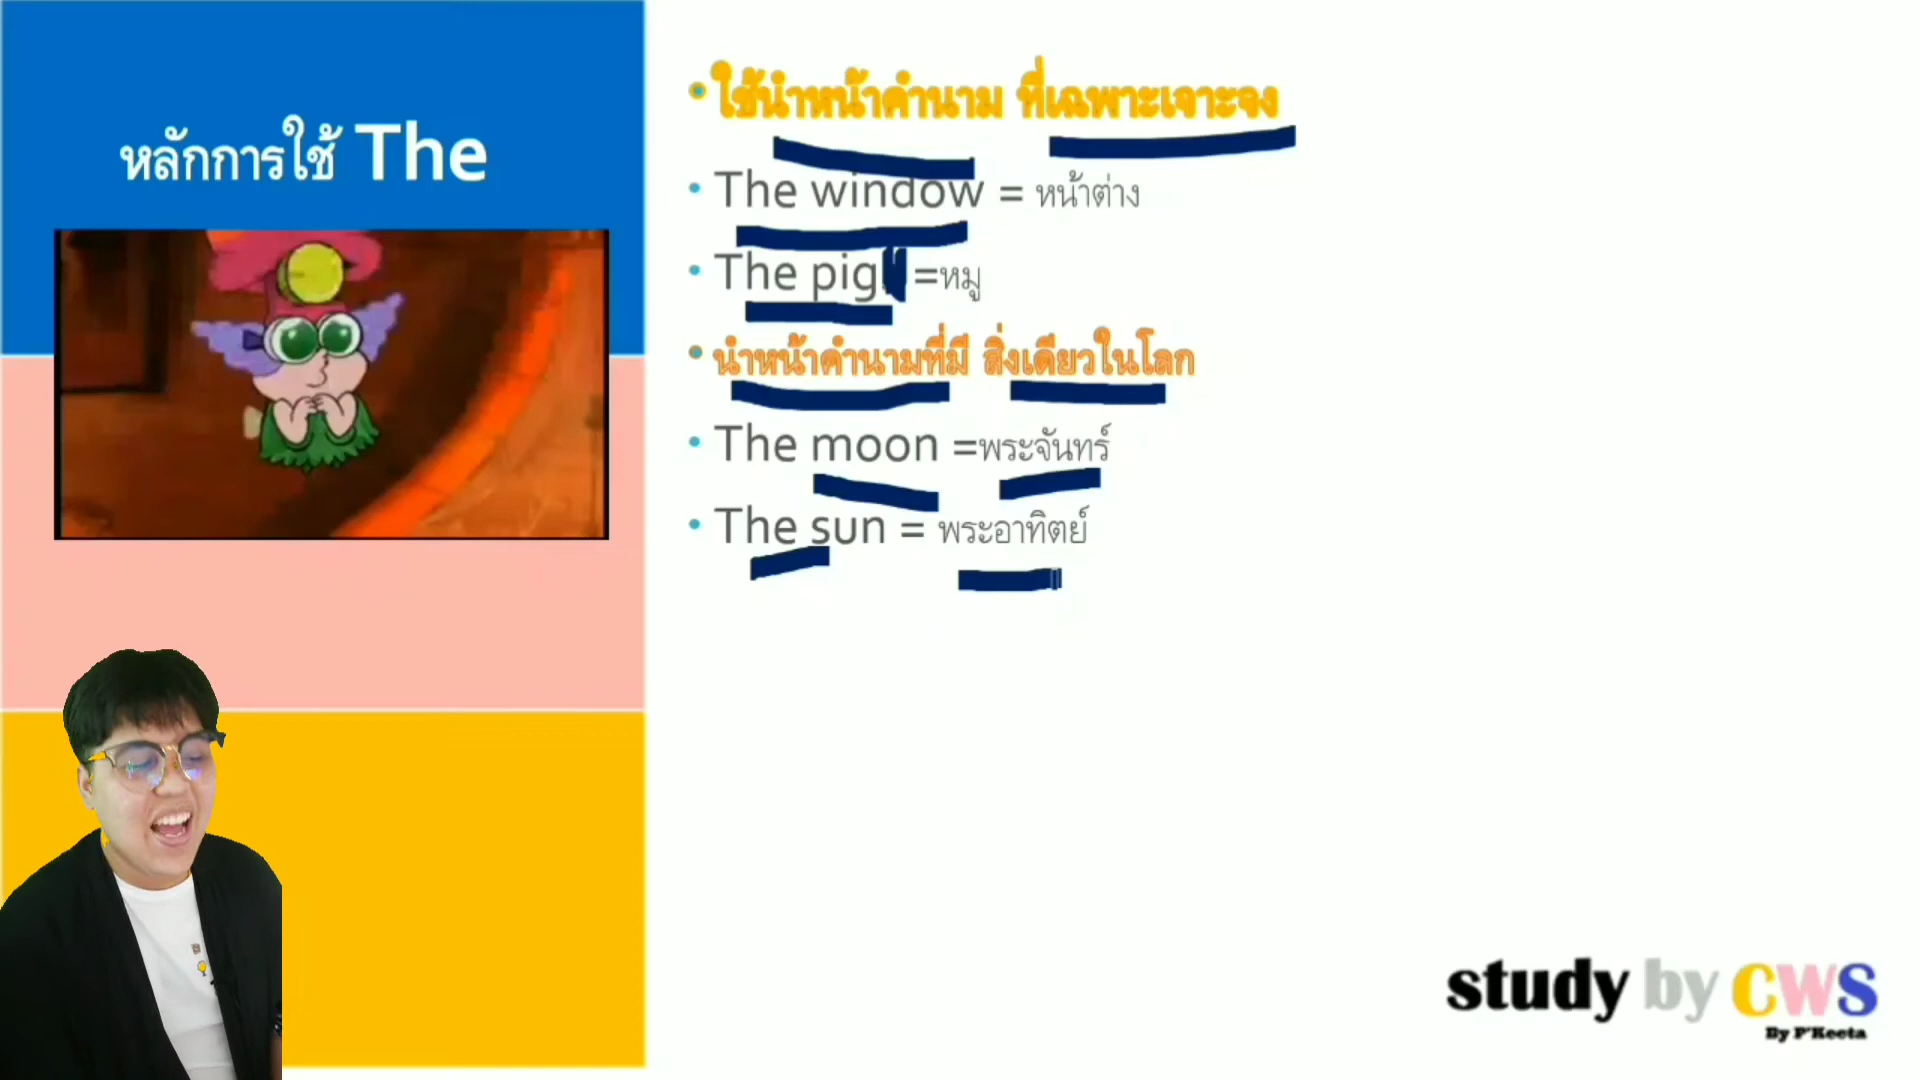 หลักการใช้ The
• ใช้นำหน้าคำนาม ที่เฉพาะเจาะจง
• The window = หน้าต่าง
• The pig =หมู
• นำหน้าคำนามที่มี สิ่งเดียวในโลก
• The moon =พระจันทร์
• The sun = พระอาทิตย์
study by CWS
By P'Keeta